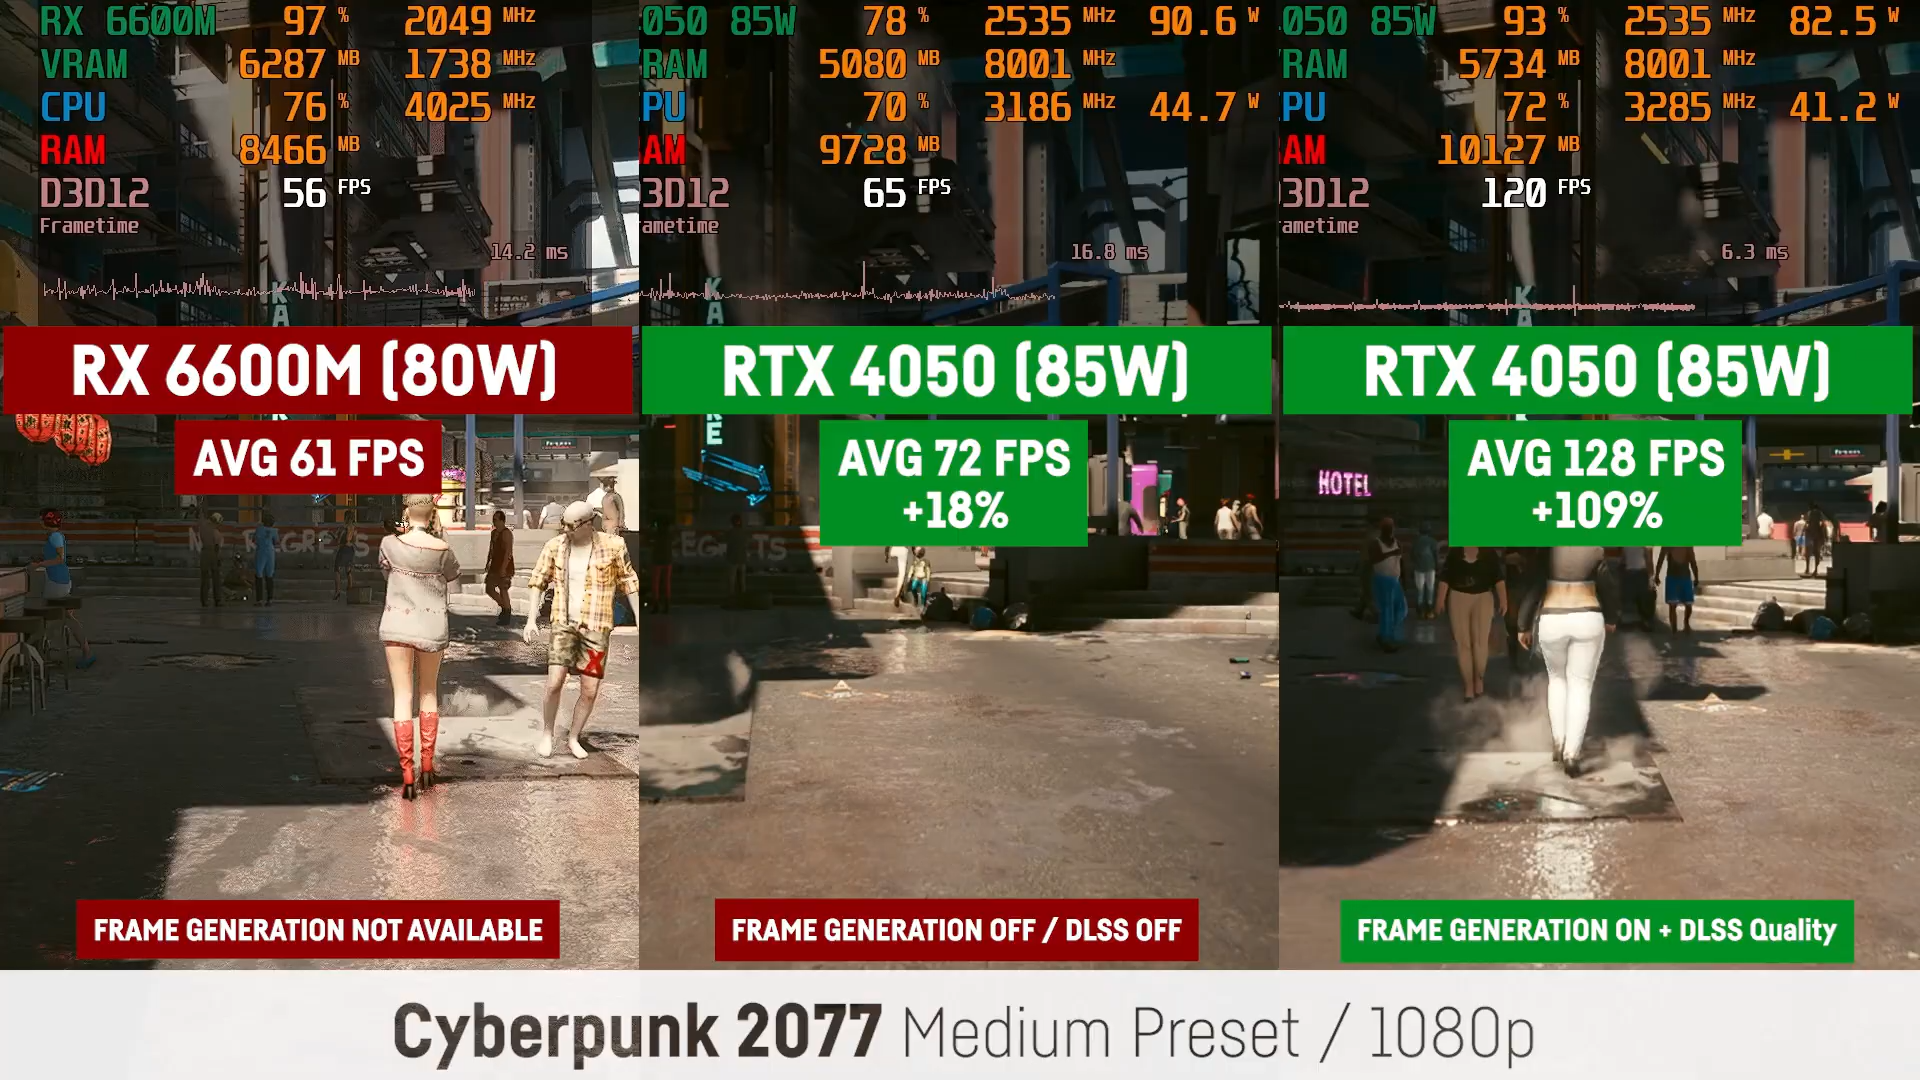 RX 6600M 97 % 2049 MHz
VRAM 6287 MB 1738 MHz
CPU 76 % 4025 MHz
RAM 8466 MB
D3D12 56 FPS
Frametime
14.2 ms
RX 6600M (80W)
AVG 61 FPS
FRAME GENERATION NOT AVAILABLE
050 85W 78 % 2535 MHz 90.6 W
RAM 5080 MB 8001 MHz
PU 70 % 3186 MHz 44.7 W
AM 9728 MB
3D12 65 FPS
ametime
16.8 ms
RTX 4050 (85W)
AVG 72 FPS
+18%
FRAME GENERATION OFF / DLSS OFF
050 85W 93 % 2535 MHz 82.5 W
RAM 5734 MB 8001 MHz
PU 72 % 3285 MHz 41.2 W
AM 10127 MB
3D12 120 FPS
ametime
6.3 ms
RTX 4050 (85W)
AVG 128 FPS
+109%
HOTEL
FRAME GENERATION ON + DLSS Quality
Cyberpunk 2077 Medium Preset / 1080p